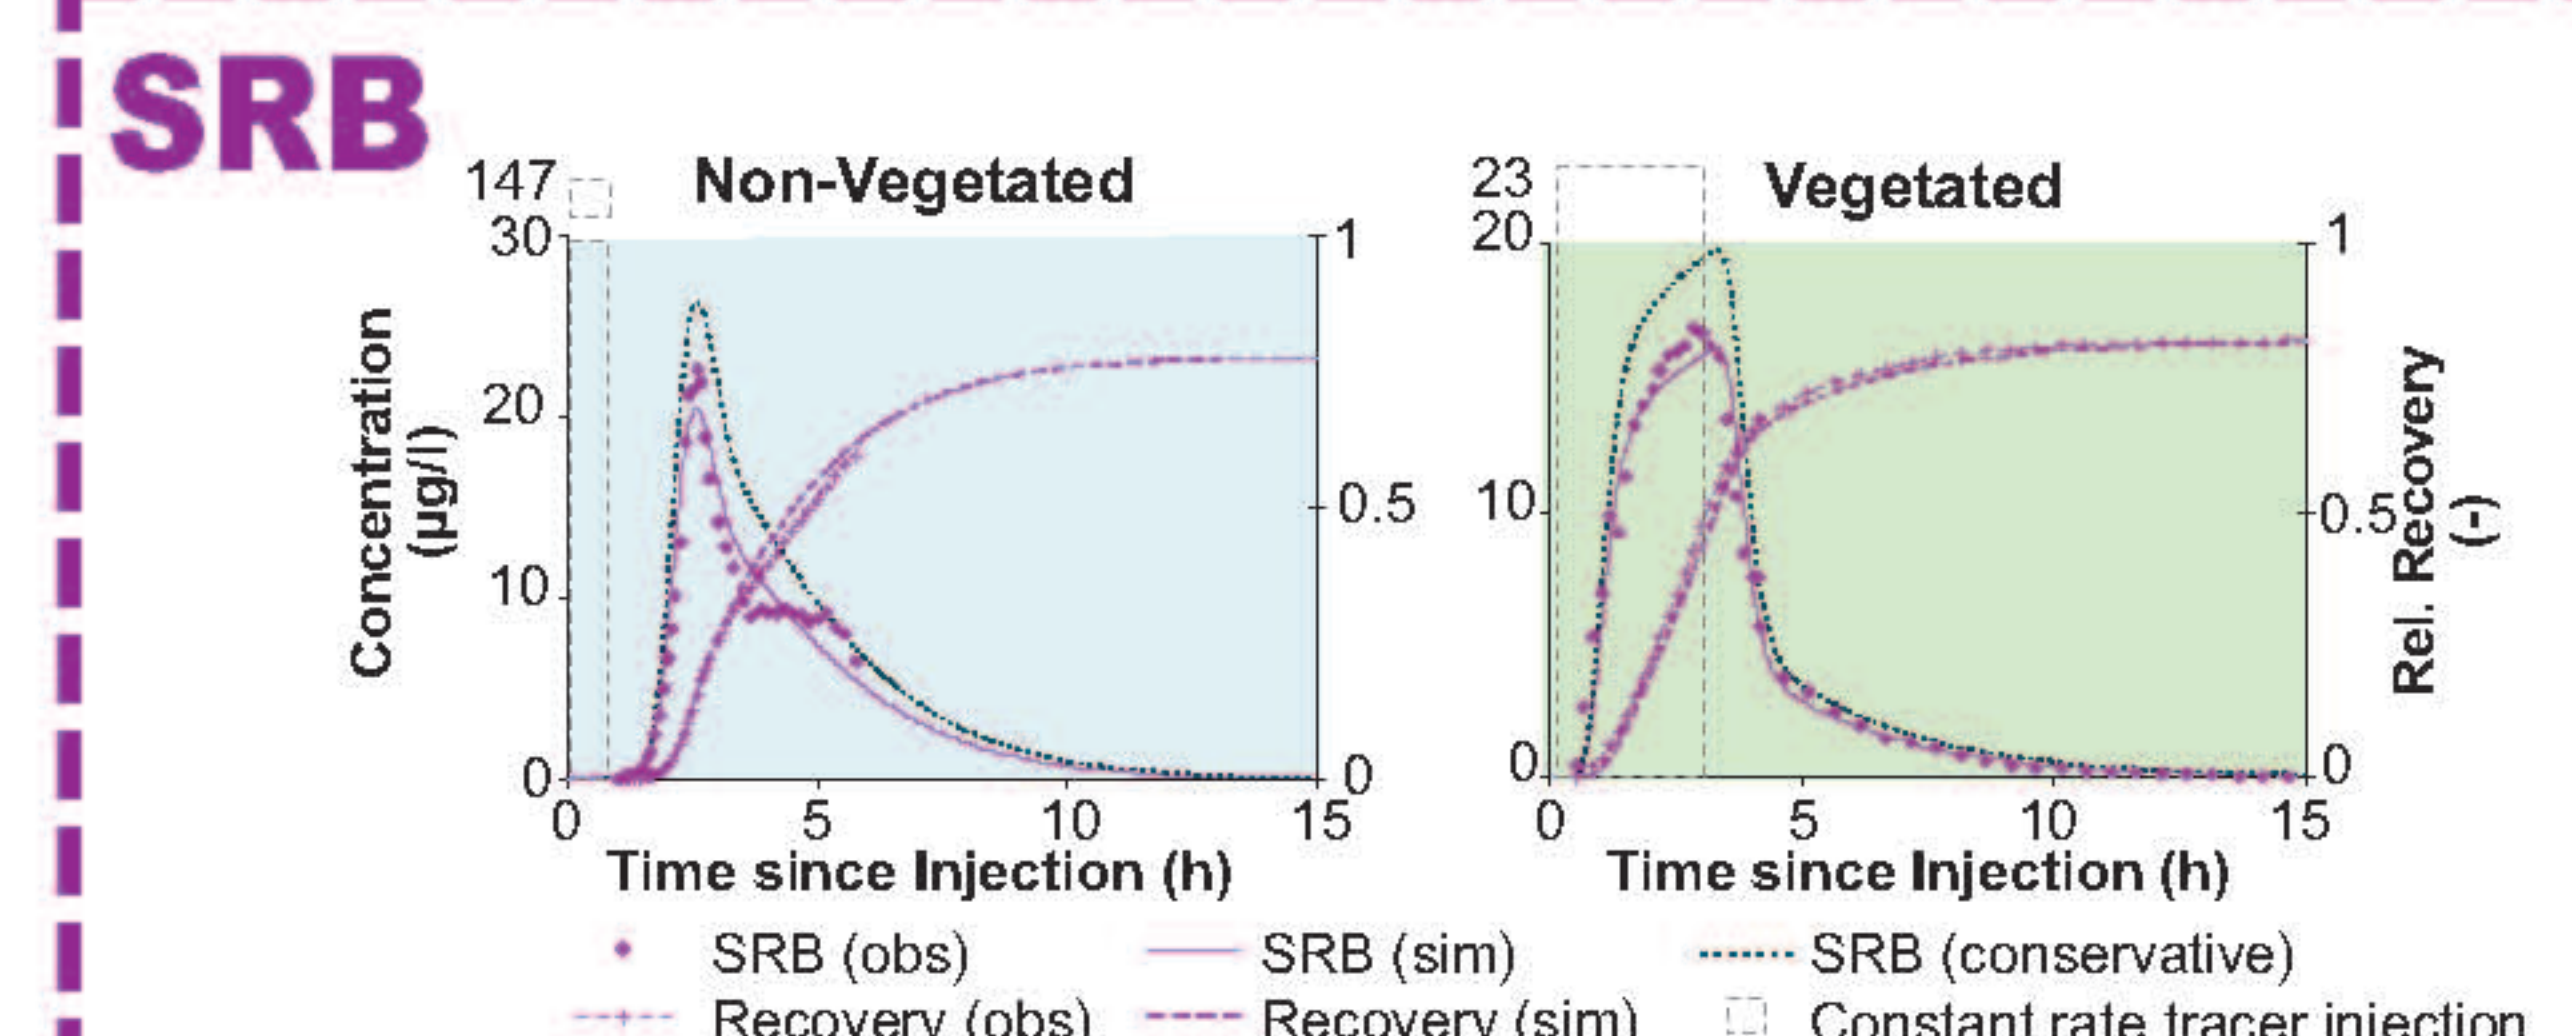 SRB
Non-Vegetated
147
30
20
10
0
1
0.5
0
Concentration
(µg/l)
0 5 10 15
Time since Injection (h)
Vegetated
23
20
10
0
1
0.5
0
Rel. Recovery
(-)
0 5 10 15
Time since Injection (h)
SRB (obs) SRB (sim) SRB (conservative)
Recovery (obs) Recovery (sim) Constant rate tracer injection